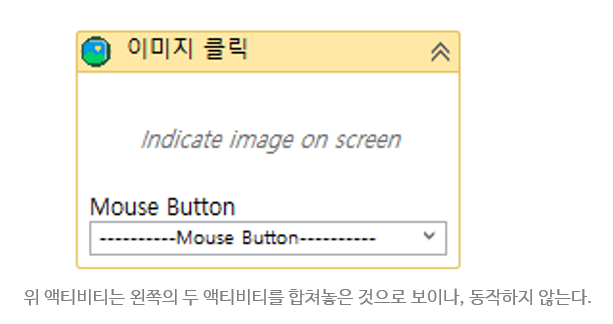 이미지 클릭
Indicate image on screen
Mouse Button
----------Mouse Button----------
위 액티비티는 왼쪽의 두 액티비티를 합쳐놓은 것으로 보이나, 동작하지 않는다.